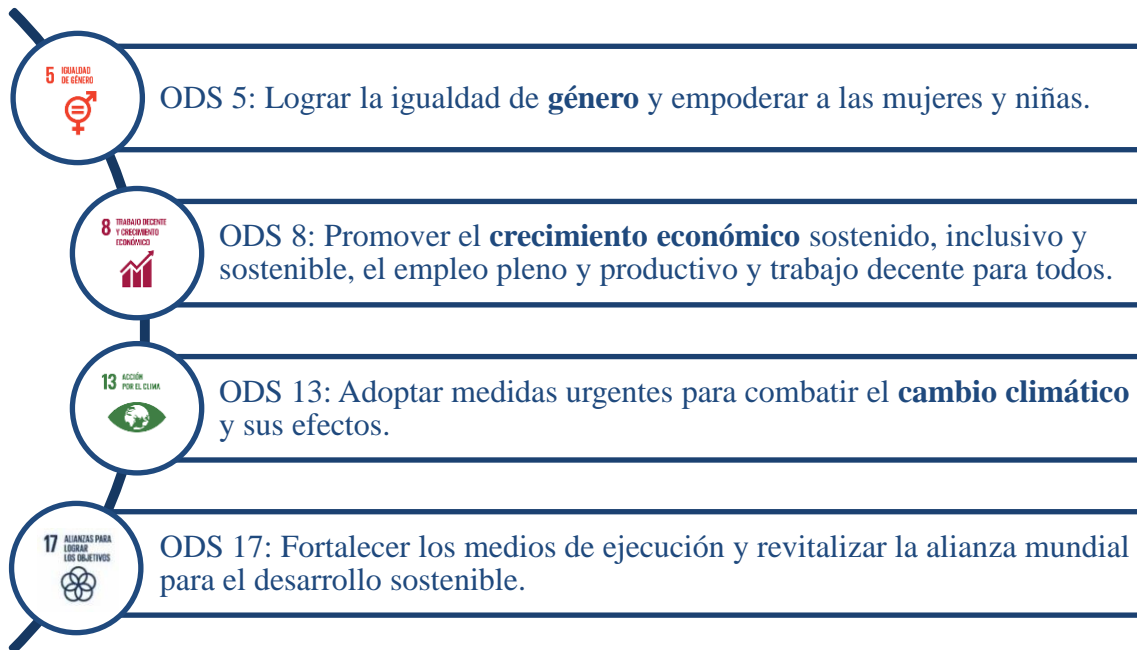 5 IGUALDAD
DE GÉNERO
ODS 5: Lograr la igualdad de género y empoderar a las mujeres y niñas.
8 TRABAJO DECENTE
Y CRECIMIENTO
ECONÓMICO
ODS 8: Promover el crecimiento económico sostenido, inclusivo y
sostenible, el empleo pleno y productivo y trabajo decente para todos.
13 ACCIÓN
POR EL CLIMA
ODS 13: Adoptar medidas urgentes para combatir el cambio climático
y sus efectos.
17 ALIANZAS PARA
LOGRAR
LOS OBJETIVOS
ODS 17: Fortalecer los medios de ejecución y revitalizar la alianza mundial
para el desarrollo sostenible.